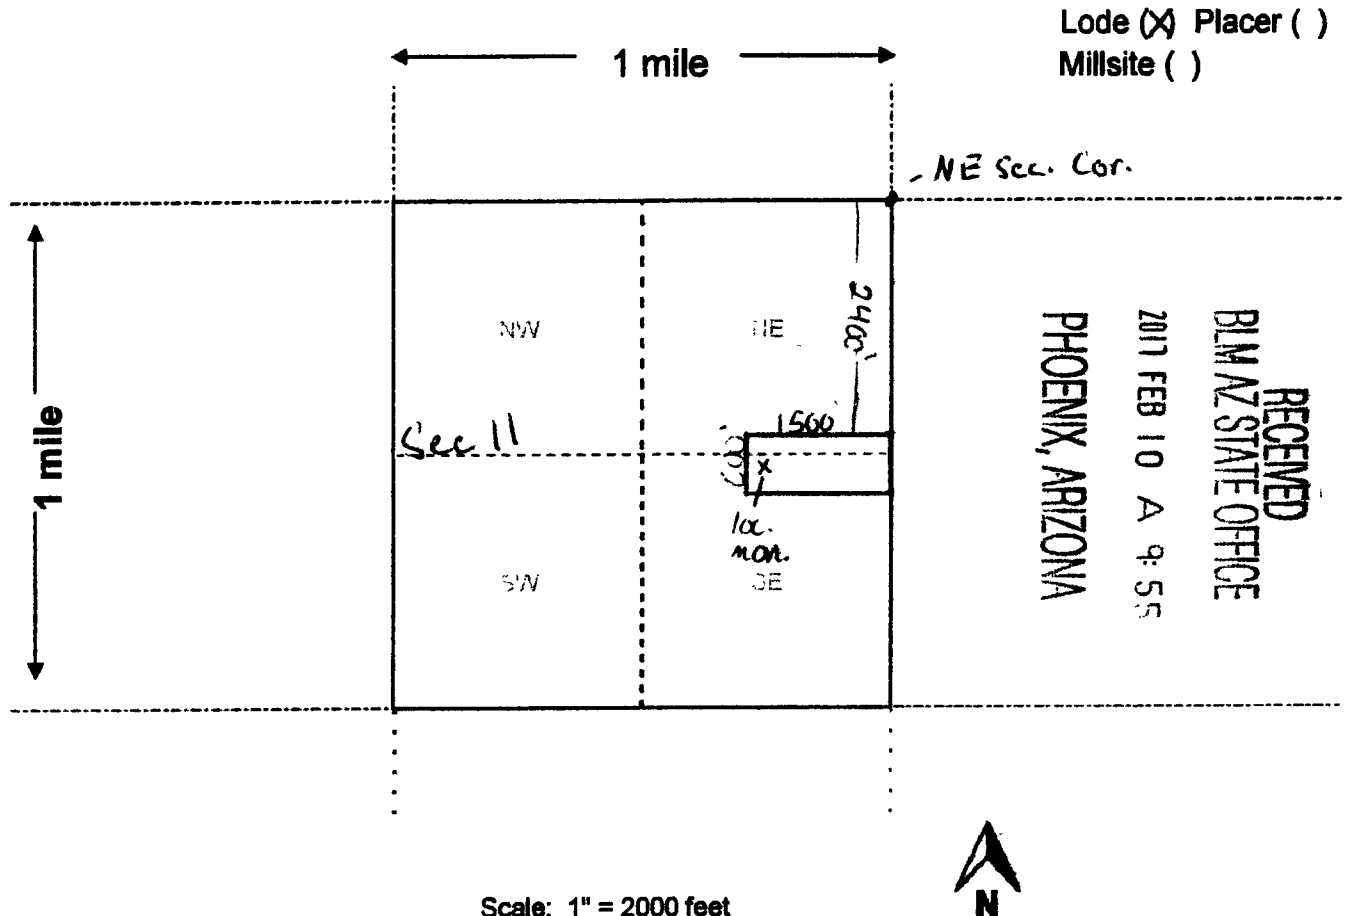 Lode (X) Placer ( )
Millsite ( )
1 mile
NE Sec. Cor.
NW
NE
2400'
1 mile
Sec 11
1500'
600'
loc.
mon.
SW
SE
RECEIVED
BLM AZ STATE OFFICE
2017 FEB 10 A 9:55
PHOENIX, ARIZONA
Scale: 1" = 2000 feet
N